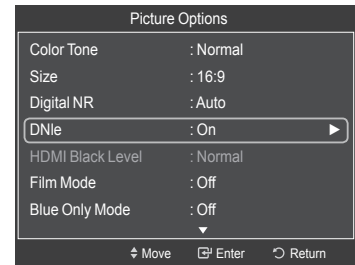 Picture Options
Color Tone : Normal
Size : 16:9
Digital NR : Auto
DNIe : On ►
HDMI Black Level : Normal
Film Mode : Off
Blue Only Mode : Off
▼
Move Enter Return